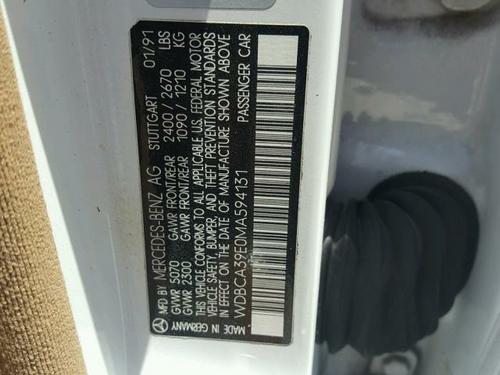 MFD BY MERCEDES-BENZ AG STUTTGART 01/91
GVWR 5070 GAWR FRONT/REAR 2400 / 2670 LBS
GVWR 2300 GAWR FRONT/REAR 1090 / 1210 KG
THIS VEHICLE CONFORMS TO ALL APPLICABLE U.S. FEDERAL MOTOR
VEHICLE SAFETY, BUMPER, AND THEFT PREVENTION STANDARDS
IN EFFECT ON THE DATE OF MANUFACTURE SHOWN ABOVE
WDBCA39E0MA594131 PASSENGER CAR
MADE IN GERMANY